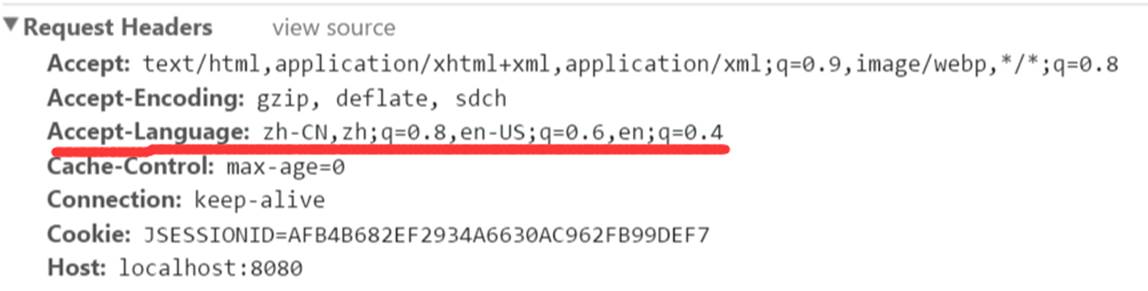 Request Headers view source
Accept: text/html,application/xhtml+xml,application/xml;q=0.9,image/webp,*/*;q=0.8
Accept-Encoding: gzip, deflate, sdch
Accept-Language: zh-CN,zh;q=0.8,en-US;q=0.6,en;q=0.4
Cache-Control: max-age=0
Connection: keep-alive
Cookie: JSESSIONID=AFB4B682EF2934A6630AC962FB99DEF7
Host: localhost:8080